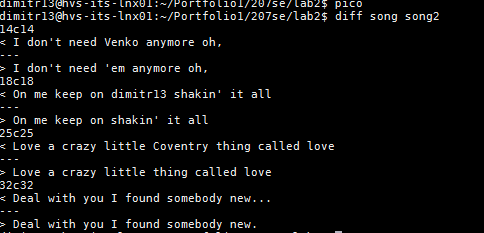 dimitr13@hvs-its-lnx01:~/Portfolio1/207se/lab2$ pico
dimitr13@hvs-its-lnx01:~/Portfolio1/207se/lab2$ diff song song2
14c14
< I don't need Venko anymore oh,
---
> I don't need 'em anymore oh,
18c18
< On me keep on dimitr13 shakin' it all
---
> On me keep on shakin' it all
25c25
< Love a crazy little Coventry thing called love
---
> Love a crazy little thing called love
32c32
< Deal with you I found somebody new...
---
> Deal with you I found somebody new.